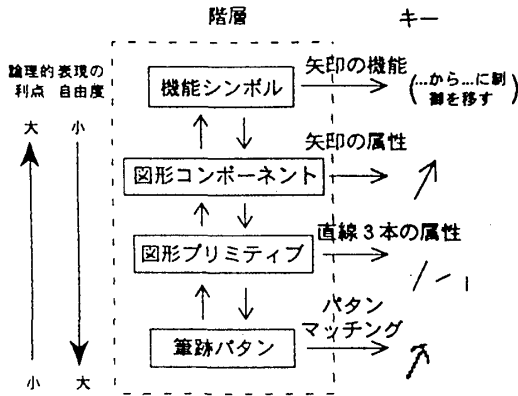 階層
キー
論理的 表現の
利点 自由度
大 小
機能シンボル
矢印の機能
(…から…に制
御を移す)
矢印の属性
図形コンポーネント
直線3本の属性
図形プリミティブ
パタン
マッチング
筆跡パタン
小 大